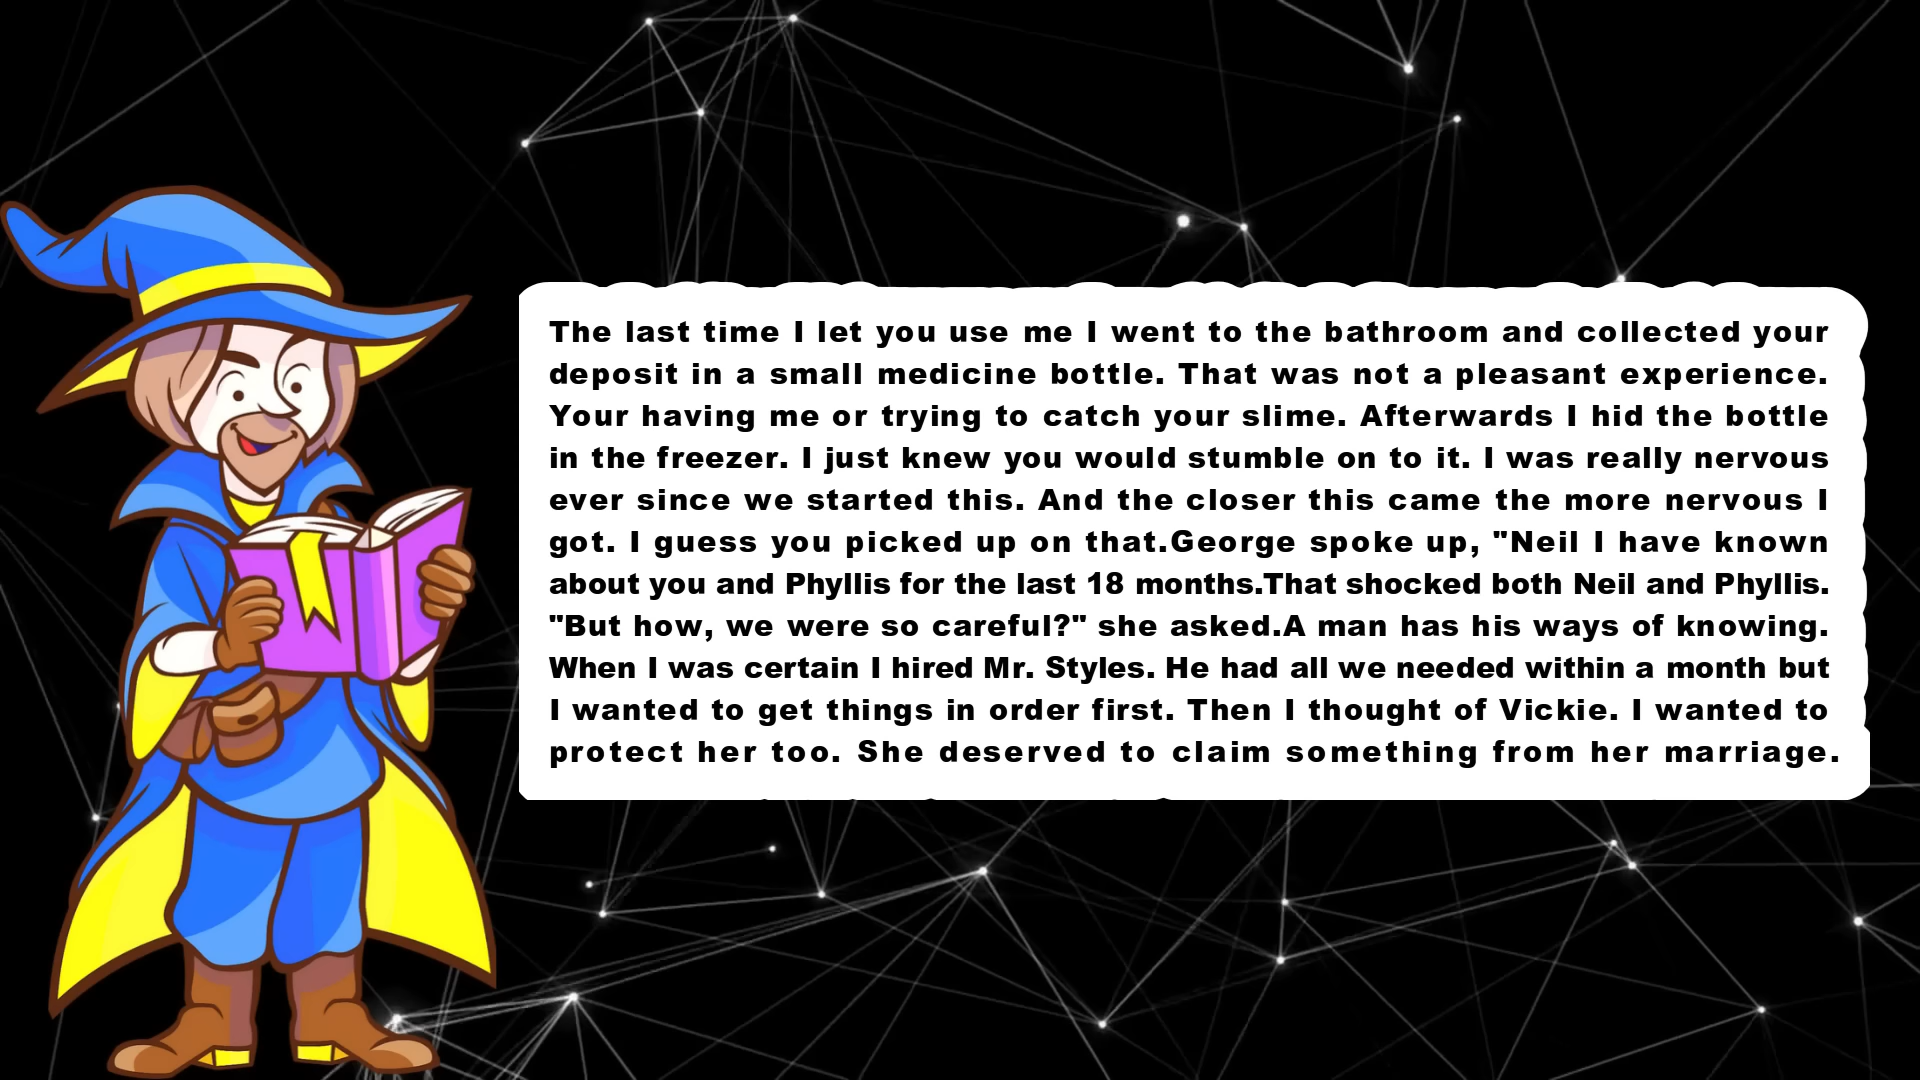 The last time I let you use me I went to the bathroom and collected your
deposit in a small medicine bottle. That was not a pleasant experience.
Your having me or trying to catch your slime. Afterwards I hid the bottle
in the freezer. I just knew you would stumble on to it. I was really nervous
ever since we started this. And the closer this came the more nervous I
got. I guess you picked up on that.George spoke up, "Neil I have known
about you and Phyllis for the last 18 months.That shocked both Neil and Phyllis.
"But how, we were so careful?" she asked.A man has his ways of knowing.
When I was certain I hired Mr. Styles. He had all we needed within a month but
I wanted to get things in order first. Then I thought of Vickie. I wanted to
protect her too. She deserved to claim something from her marriage.